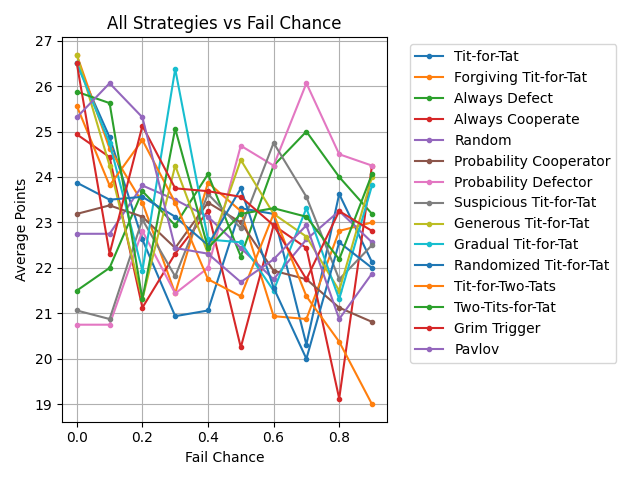 All Strategies vs Fail Chance
27
26
25
24
23
22
21
20
19
Average Points
0.0 0.2 0.4 0.6 0.8
Fail Chance
Tit-for-Tat
Forgiving Tit-for-Tat
Always Defect
Always Cooperate
Random
Probability Cooperator
Probability Defector
Suspicious Tit-for-Tat
Generous Tit-for-Tat
Gradual Tit-for-Tat
Randomized Tit-for-Tat
Tit-for-Two-Tats
Two-Tits-for-Tat
Grim Trigger
Pavlov